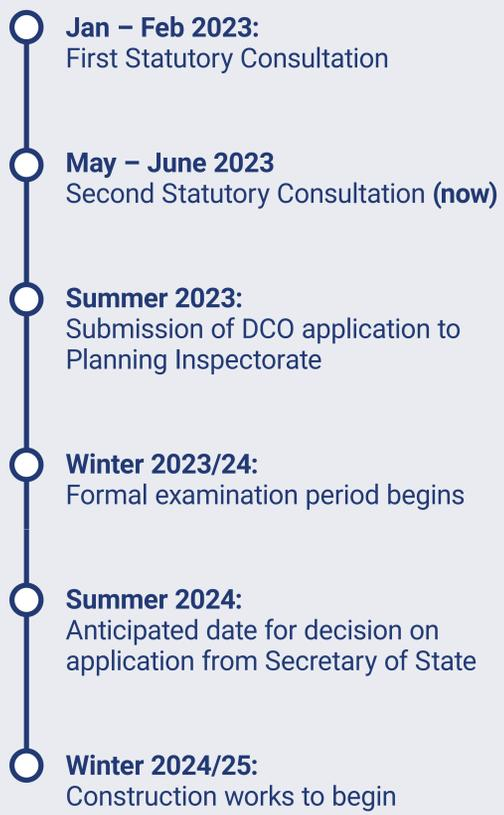 Jan – Feb 2023:
First Statutory Consultation
May – June 2023
Second Statutory Consultation (now)
Summer 2023:
Submission of DCO application to
Planning Inspectorate
Winter 2023/24:
Formal examination period begins
Summer 2024:
Anticipated date for decision on
application from Secretary of State
Winter 2024/25:
Construction works to begin